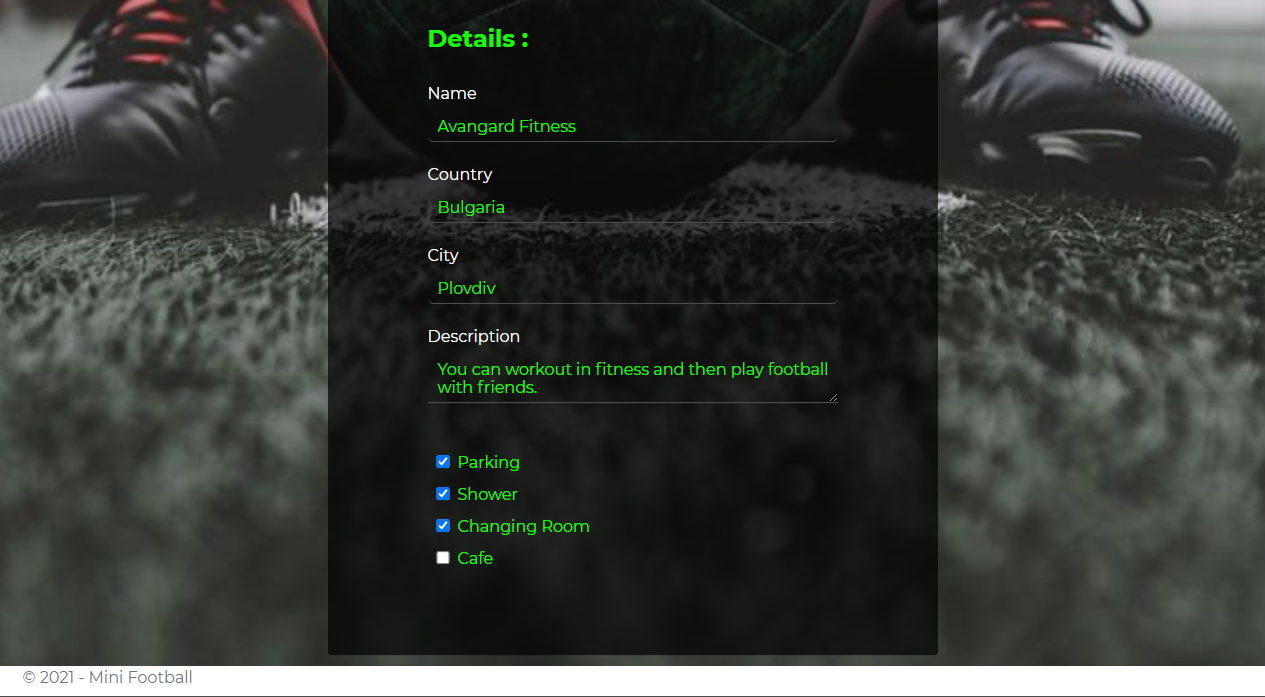 Details :
Name
Avangard Fitness
Country
Bulgaria
City
Plovdiv
Description
You can workout in fitness and then play football
with friends.
Parking
Shower
Changing Room
Cafe
© 2021 - Mini Football